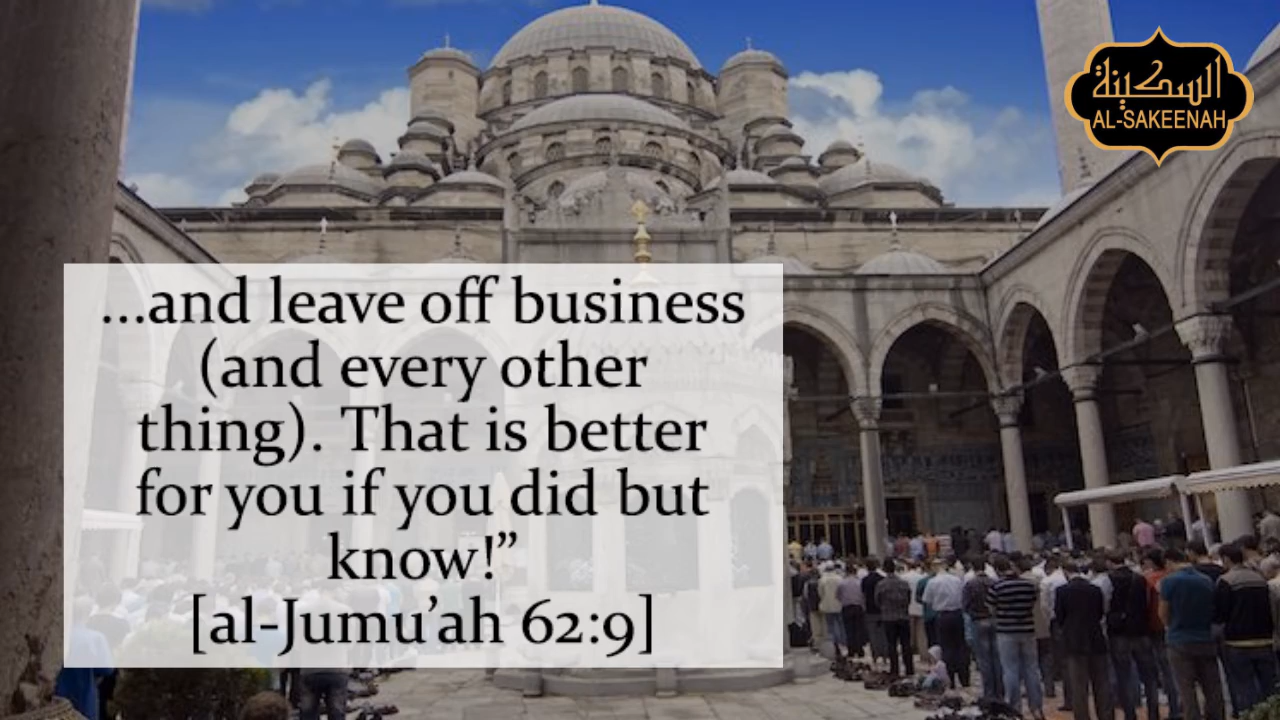 السكينة
AL-SAKEENAH
...and leave off business
(and every other
thing). That is better
for you if you did but
know!”
[al-Jumu’ah 62:9]